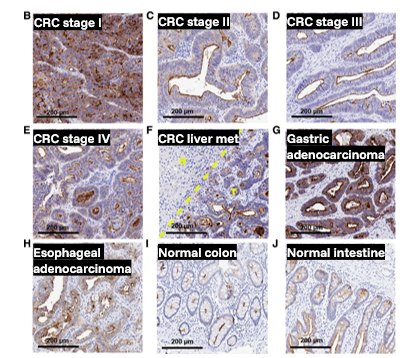 B CRC stage I
C CRC stage II
D CRC stage III
200 μm
200 μm
200 μm
E CRC stage IV
F CRC liver met
G Gastric
adenocarcinoma
H
T
200 μm
200 μm
200 μm
H Esophageal
adenocarcinoma
I Normal colon
J Normal intestine
200 μm
200 μm
200 μm